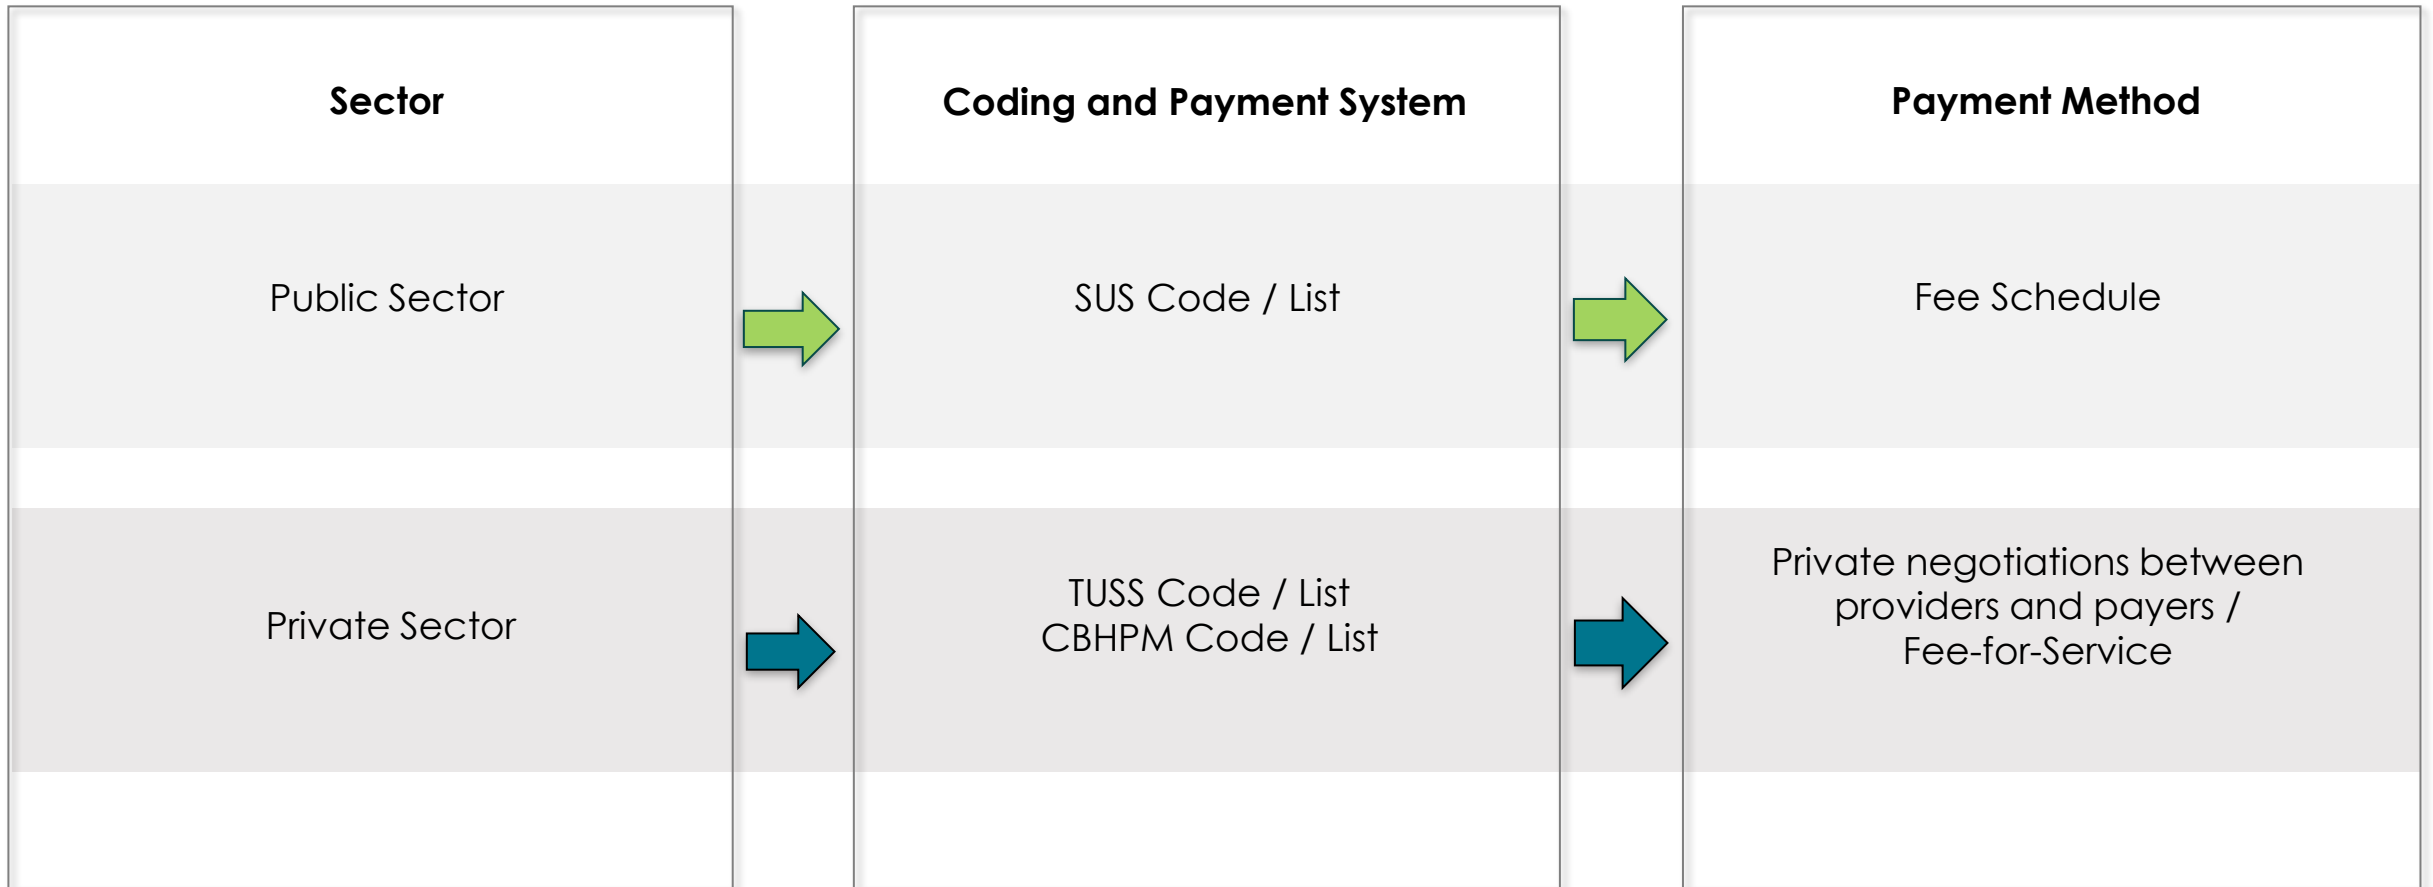 Sector
Coding and Payment System
Payment Method
Public Sector
SUS Code / List
Fee Schedule
Private Sector
TUSS Code / List
CBHPM Code / List
Private negotiations between
providers and payers /
Fee-for-Service